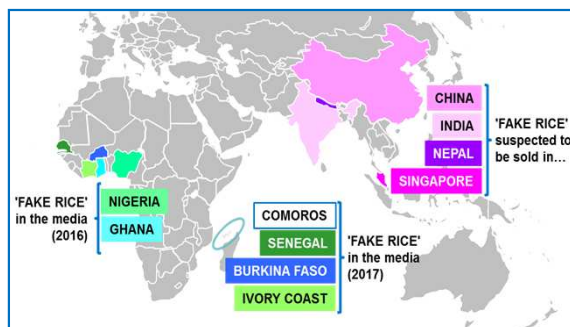 CHINA
INDIA
NEPAL
SINGAPORE
'FAKE RICE'
suspected to
be sold in...
'FAKE RICE'
in the media
(2016)
NIGERIA
GHANA
COMOROS
SENEGAL
BURKINA FASO
IVORY COAST
'FAKE RICE'
in the media
(2017)